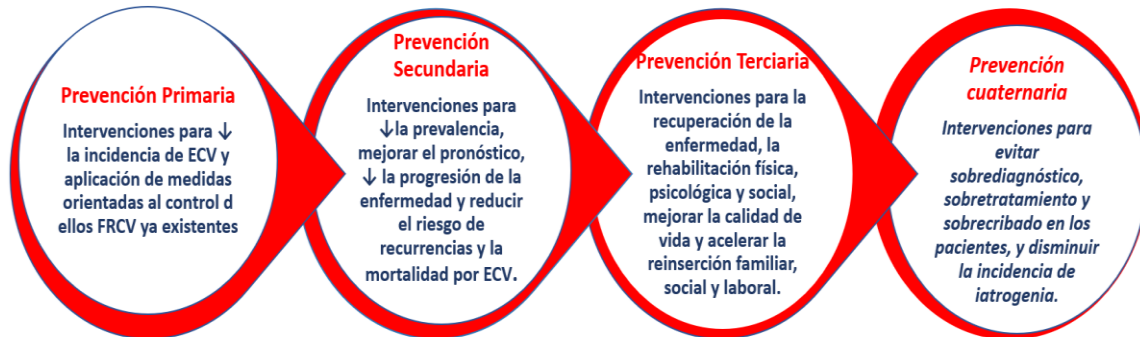 Prevención Primaria
Intervenciones para ↓
la incidencia de ECV y
aplicación de medidas
orientadas al control d
ellos FRCV ya existentes
Prevención
Secundaria
Intervenciones para
↓la prevalencia,
mejorar el pronóstico,
↓ la progresión de la
enfermedad y reducir
el riesgo de
recurrencias y la
mortalidad por ECV.
Prevención Terciaria
Intervenciones para la
recuperación de la
enfermedad, la
rehabilitación física,
psicológica y social,
mejorar la calidad de
vida y acelerar la
reinserción familiar,
social y laboral.
Prevención
cuaternaria
Intervenciones para
evitar
sobrediagnóstico,
sobretratamiento y
sobrecribado en los
pacientes, y disminuir
la incidencia de
iatrogenia.